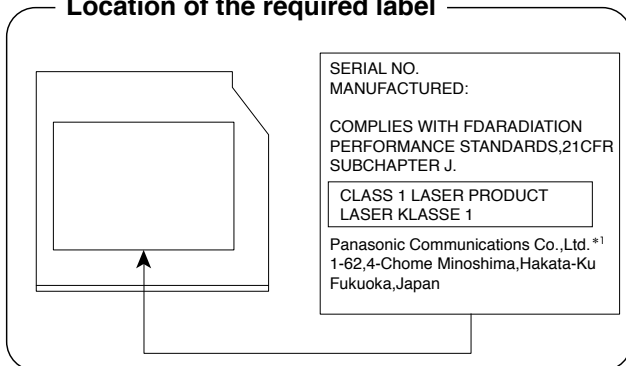 Location of the required label
SERIAL NO.
MANUFACTURED:
COMPLIES WITH FDARADIATION
PERFORMANCE STANDARDS,21CFR
SUBCHAPTER J.
CLASS 1 LASER PRODUCT
LASER KLASSE 1
Panasonic Communications Co.,Ltd.*1
1-62,4-Chome Minoshima,Hakata-Ku
Fukuoka,Japan